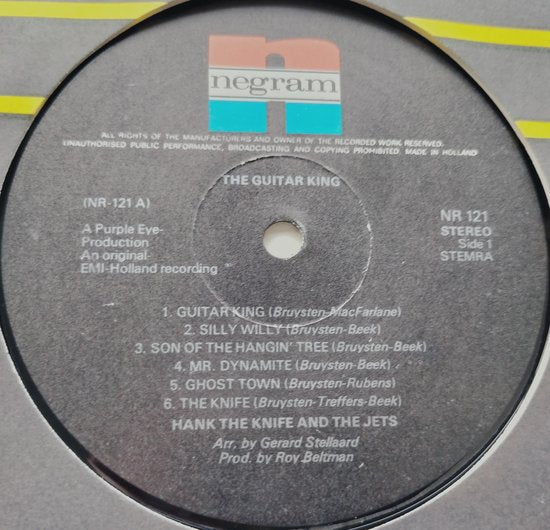 negram
ALL RIGHTS OF THE MANUFACTURERS AND OWNER OF THE RECORDED WORK RESERVED.
UNAUTHORISED PUBLIC PERFORMANCE, BROADCASTING AND COPYING PROHIBITED. MADE IN HOLLAND
THE GUITAR KING
(NR-121 A)
NR 121
STEREO
Side 1
STEMRA
A Purple Eye-
Production
An original-
EMI-Holland recording
1. GUITAR KING (Bruysten-MacFarlane)
2. SILLY WILLY (Bruysten-Beek)
3. SON OF THE HANGIN' TREE (Bruysten-Beek)
4. MR. DYNAMITE (Bruysten-Beek)
5. GHOST TOWN (Bruysten-Rubens)
6. THE KNIFE (Bruysten-Treffers-Beek)
HANK THE KNIFE AND THE JETS
Arr. by Gerard Stellaard
Prod. by Roy Beltman